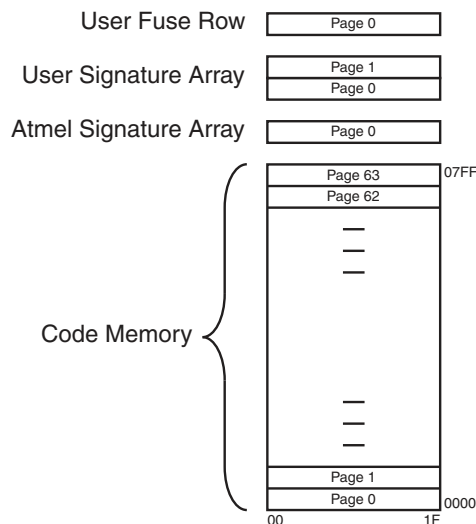 User Fuse Row Page 0
Page 1
User Signature Array
Page 0
Atmel Signature Array Page 0
Page 63 07FF
Page 62
Code Memory
Page 1
Page 0 0000
00 1F